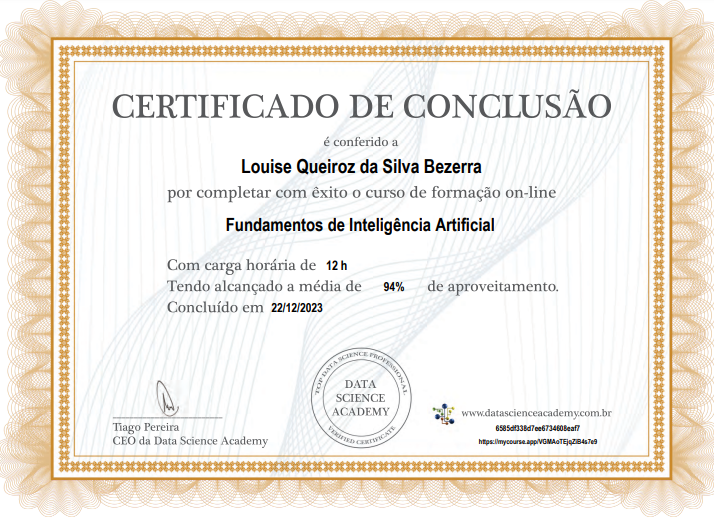 CERTIFICADO DE CONCLUSÃO
é conferido a
Louise Queiroz da Silva Bezerra
por completar com êxito o curso de formação on-line
Fundamentos de Inteligência Artificial
Com carga horária de 12 h
Tendo alcançado a média de 94% de aproveitamento.
Concluído em 22/12/2023
TOP DATA SCIENCE PROFESSIONAL
DATA
SCIENCE
ACADEMY
VERIFIED CERTIFICATE
Tiago Pereira
CEO da Data Science Academy
www.datascienceacademy.com.br
6585df338d7ee6734608eaf7
https://mycourse.app/VGMAoTEjqZiB4s7e9